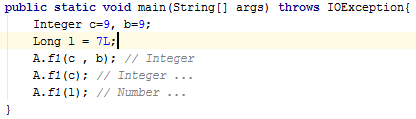 public static void main(String[] args) throws IOException{
Integer c=9, b=9;
Long l = 7L;
A.f1(c , b); // Integer
A.f1(c); // Integer ...
A.f1(l); // Number ...
}